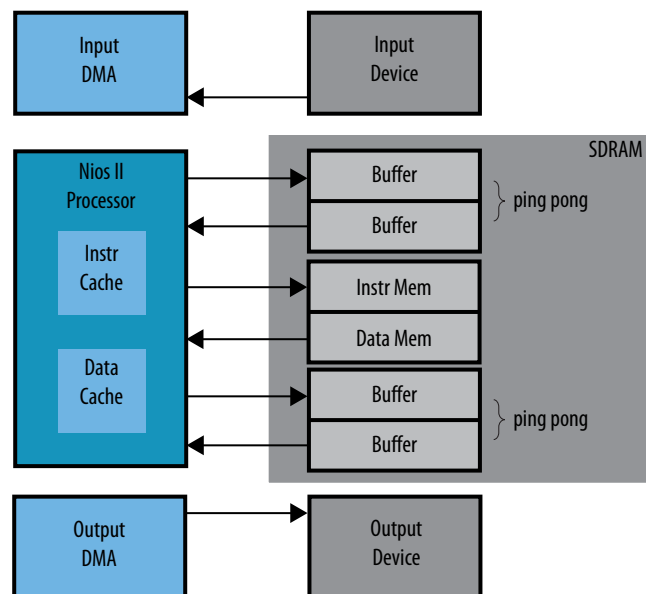 Input
DMA
Input
Device
SDRAM
Nios II
Processor
Instr
Cache
Data
Cache
Buffer
Buffer
ping pong
Instr Mem
Data Mem
Buffer
Buffer
ping pong
Output
DMA
Output
Device